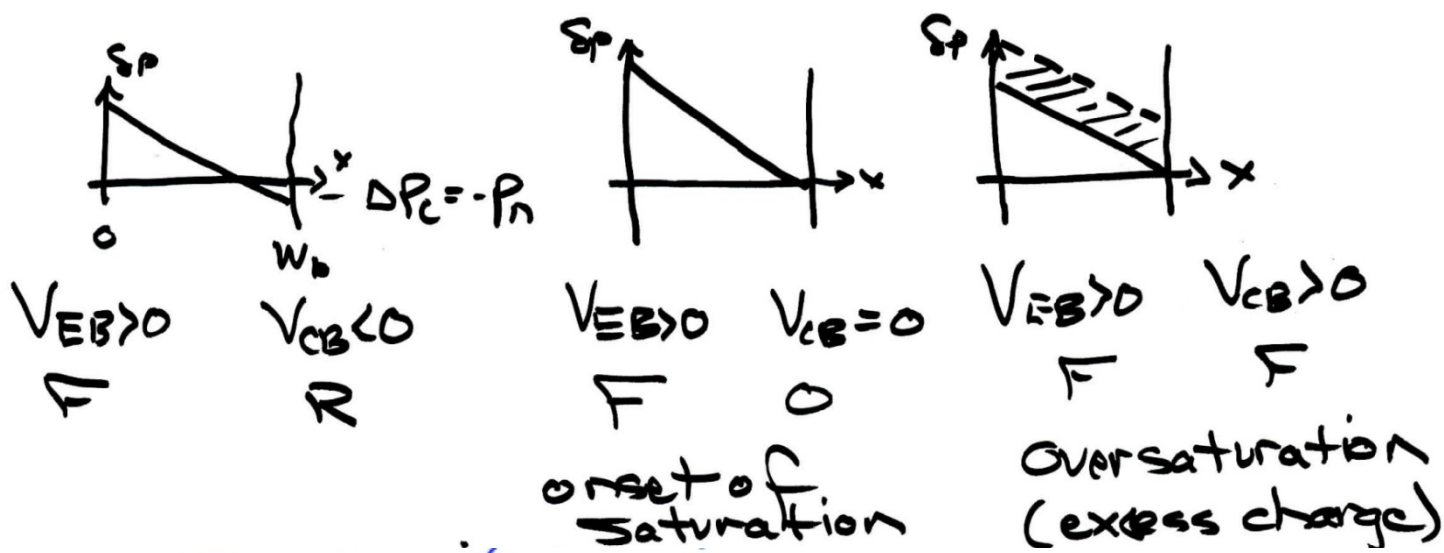 δp
x
ΔP_c = -P_n
0
W_b
V_EB>0 V_CB<0
F R
δp
x
V_EB>0 V_CB=0
F O
onset of
saturation
δp
x
V_EB>0 V_CB>0
F F
oversaturation
(excess charge)